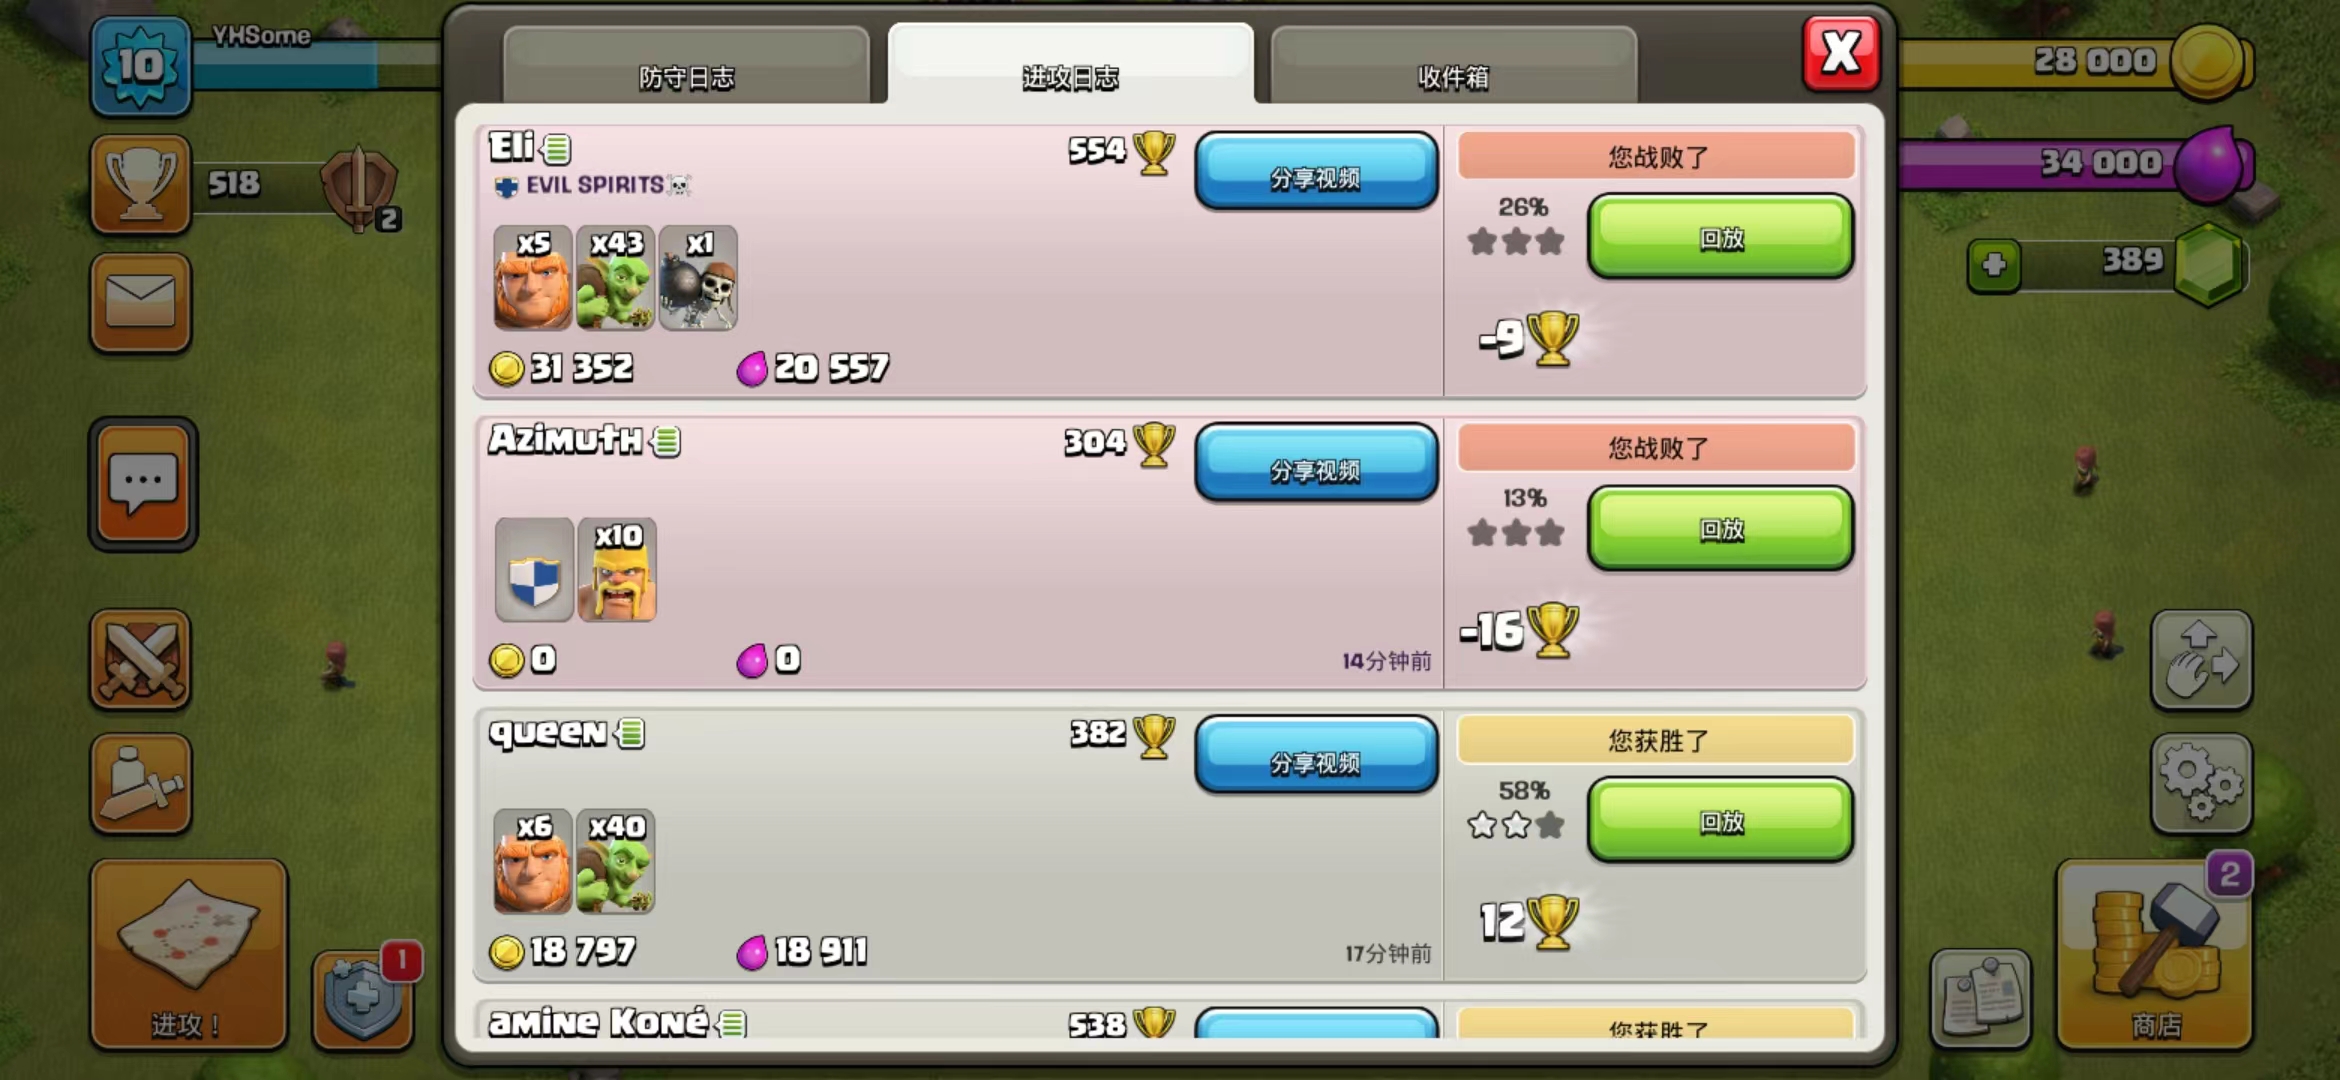 10
YHSome
518
2
防守日志
进攻日志
收件箱
X
28 000
34 000
389
Eli
554
分享视频
您战败了
EVIL SPIRITS☠
26%
回放
x5
x43
x1
-9
31 352
20 557
Azimuth
304
分享视频
您战败了
13%
回放
x10
-16
0
0
14分钟前
queen
382
分享视频
您获胜了
58%
回放
x6
x40
12
18 797
18 911
17分钟前
amine Koné
538
您获胜了
进攻！
1
2
商店